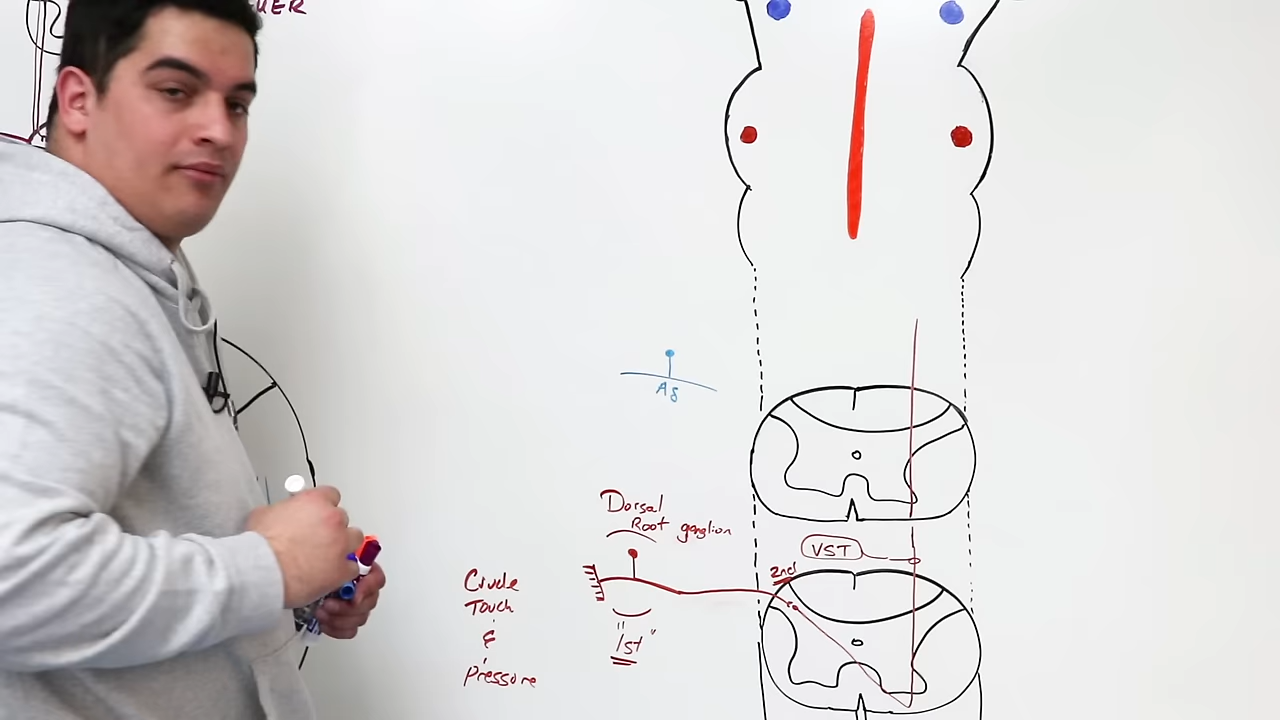 Aδ
Dorsal
Root ganglion
VST
2nd
Crude
Touch
&
Pressure
"1st"